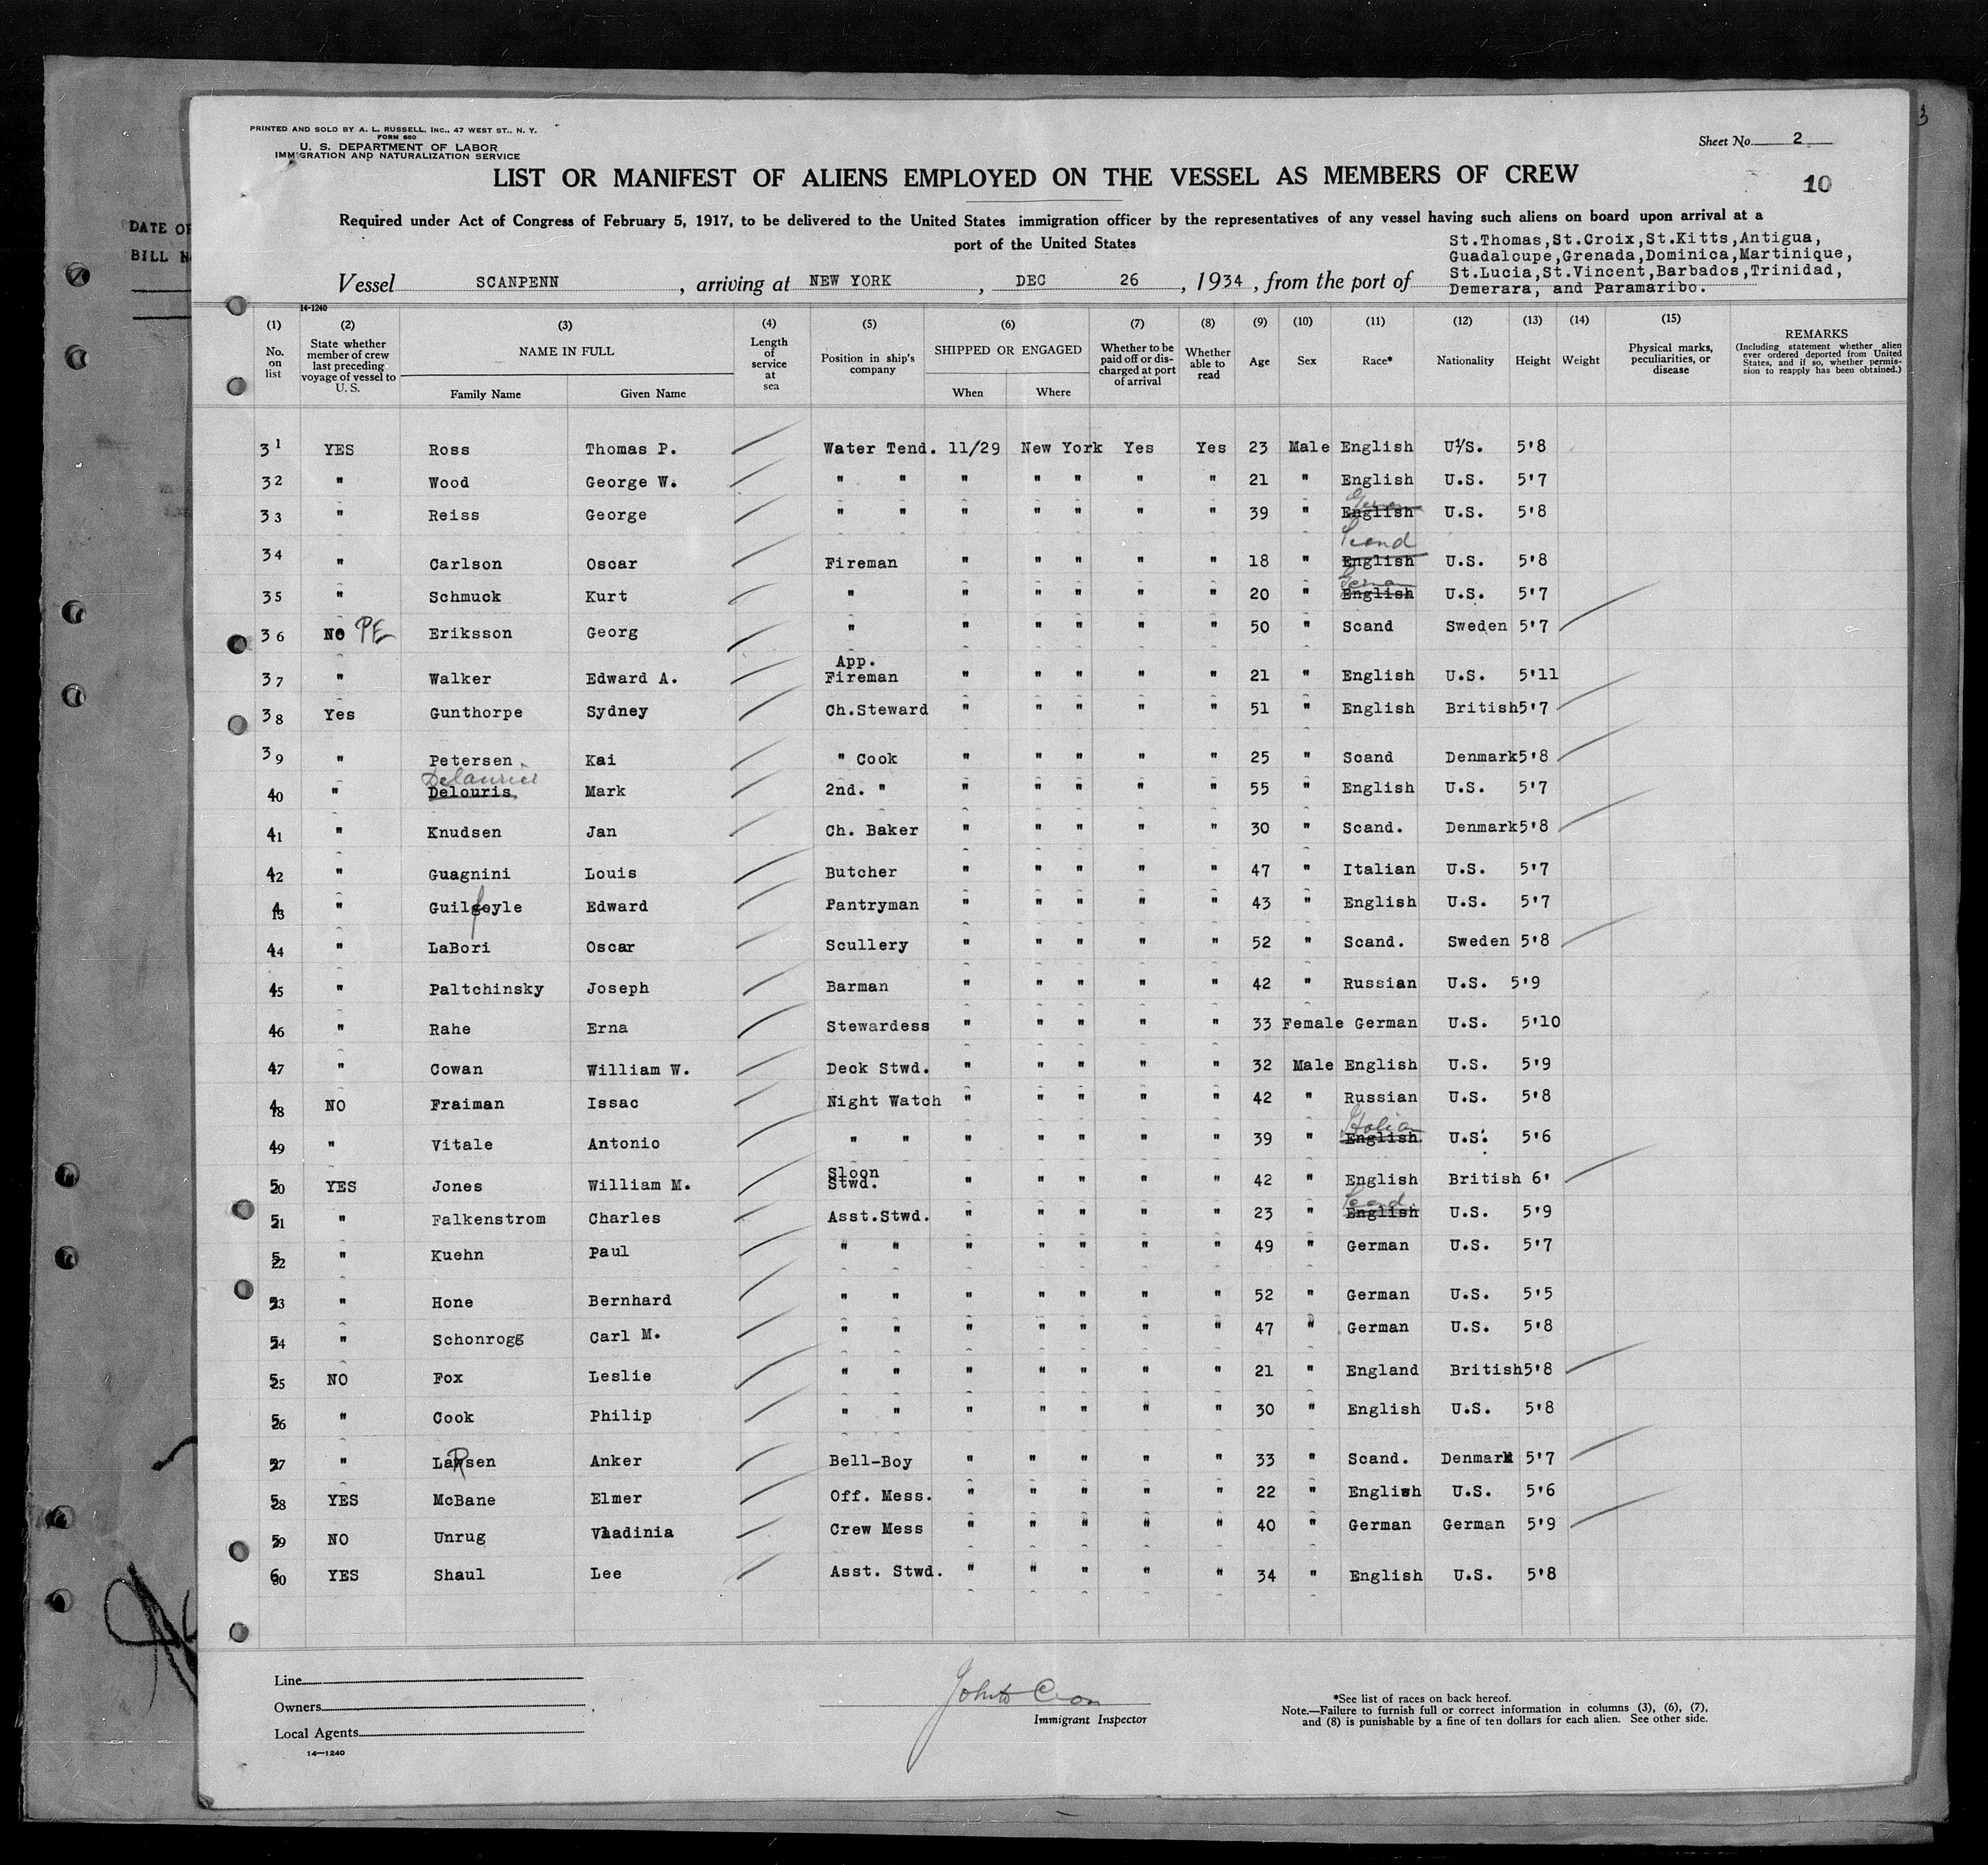 3
DATE OF
BILL N
PRINTED AND SOLD BY A. L. RUSSELL, INC., 47 WEST ST., N. Y.
FORM 680
U. S. DEPARTMENT OF LABOR
IMMIGRATION AND NATURALIZATION SERVICE
Sheet No. 2
10
LIST OR MANIFEST OF ALIENS EMPLOYED ON THE VESSEL AS MEMBERS OF CREW
Required under Act of Congress of February 5, 1917, to be delivered to the United States immigration officer by the representatives of any vessel having such aliens on board upon arrival at a
port of the United States
St.Thomas,St.Croix,St.Kitts,Antigua,
Guadaloupe,Grenada,Dominica,Martinique,
St.Lucia,St.Vincent,Barbados,Trinidad,
Demerara, and Paramaribo.
Vessel SCANPENN, arriving at NEW YORK, DEC 26, 1934, from the port of
14-1240
(1) (2) (3) (4) (5) (6) (7) (8) (9) (10) (11) (12) (13) (14) (15)
No. on list
State whether member of crew last preceding voyage of vessel to U. S.
NAME IN FULL
Family Name Given Name
Length of service at sea
Position in ship's company
SHIPPED OR ENGAGED
When Where
Whether to be paid off or discharged at port of arrival
Whether able to read
Age Sex Race* Nationality Height Weight
Physical marks, peculiarities, or disease
REMARKS
(Including statement whether alien ever ordered deported from United States, and if so, whether permission to reapply has been obtained.)
31 YES Ross Thomas P. Water Tend. 11/29 New York Yes Yes 23 Male English U/S. 5'8
32 " Wood George W. " " " " " " " 21 " English U.S. 5'7
33 " Reiss George " " " " " " " 39 " English German U.S. 5'8
34 " Carlson Oscar Fireman " " " " " 18 " English Scand U.S. 5'8
35 " Schmuck Kurt " " " " " " 20 " English German U.S. 5'7
36 NO PE Eriksson Georg " " " " " " 50 " Scand Sweden 5'7
37 " Walker Edward A. App. Fireman " " " " " 21 " English U.S. 5'11
38 Yes Gunthorpe Sydney Ch.Steward " " " " " 51 " English British 5'7
39 " Petersen Kai " Cook " " " " " 25 " Scand Denmark 5'8
40 " Delouris Delaurier Mark 2nd. " " " " " " 55 " English U.S. 5'7
41 " Knudsen Jan Ch. Baker " " " " " 30 " Scand. Denmark 5'8
42 " Guagnini Louis Butcher " " " " " 47 " Italian U.S. 5'7
43 " Guilfoyle Edward Pantryman " " " " " 43 " English U.S. 5'7
44 " LaBori Oscar Scullery " " " " " 52 " Scand. Sweden 5'8
45 " Paltchinsky Joseph Barman " " " " " 42 " Russian U.S. 5'9
46 " Rahe Erna Stewardess " " " " " 33 Female German U.S. 5'10
47 " Cowan William W. Deck Stwd. " " " " " 32 Male English U.S. 5'9
48 NO Fraiman Issac Night Watch " " " " " 42 " Russian U.S. 5'8
49 " Vitale Antonio " " " " " " " 39 " English Italian U.S. 5'6
50 YES Jones William M. Sloon Stwd. " " " " " 42 " English British 6'
51 " Falkenstrom Charles Asst.Stwd. " " " " " 23 " English Scand. U.S. 5'9
52 " Kuehn Paul " " " " " " " 49 " German U.S. 5'7
53 " Hone Bernhard " " " " " " " 52 " German U.S. 5'5
54 " Schonrogg Carl M. " " " " " " " 47 " German U.S. 5'8
55 NO Fox Leslie " " " " " " " 21 " England British 5'8
56 " Cook Philip " " " " " " " 30 " English U.S. 5'8
57 " LaRsen Anker Bell-Boy " " " " " 33 " Scand. Denmark 5'7
58 YES McBane Elmer Off. Mess. " " " " " 22 " English U.S. 5'6
59 NO Unrug Vladinia Crew Mess " " " " " 40 " German German 5'9
60 YES Shaul Lee Asst. Stwd. " " " " " 34 " English U.S. 5'8
Line
Owners
Local Agents
14—1240
Immigrant Inspector
*See list of races on back hereof.
Note.—Failure to furnish full or correct information in columns (3), (6), (7),
and (8) is punishable by a fine of ten dollars for each alien. See other side.